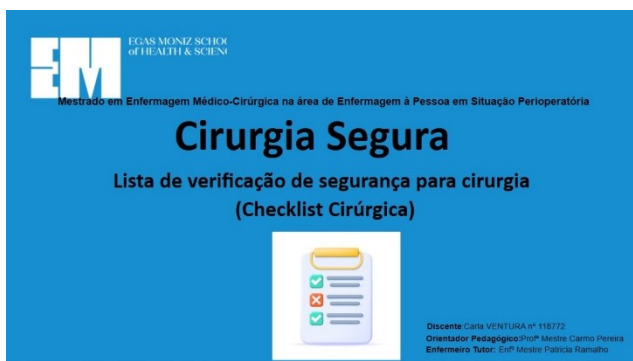 EGAS MONIZ SCHOO
of HEALTH & SCIEN
EM
Mestrado em Enfermagem Médico-Cirúrgica na área de Enfermagem à Pessoa em Situação Perioperatória
Cirurgia Segura
Lista de verificação de segurança para cirurgia
(Checklist Cirúrgica)
Discente:Carla VENTURA nº 118772
Orientador Pedagógico:Profª Mestre Carmo Pereira
Enfermeiro Tutor: Enfª Mestre Patrícia Ramalho